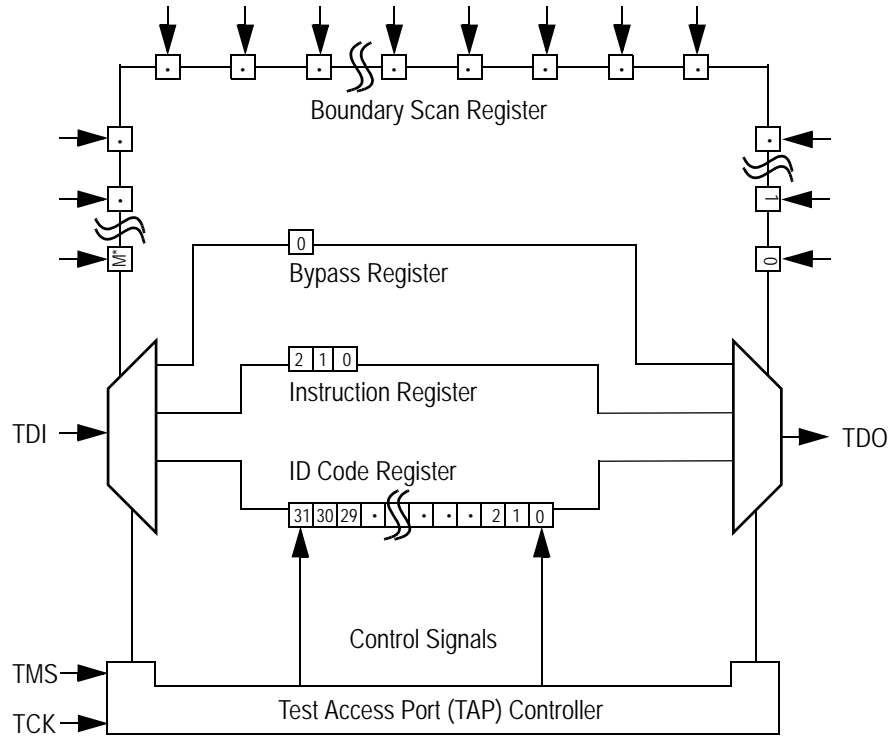 Boundary Scan Register
M*
1
0
0
Bypass Register
2 1 0
Instruction Register
TDI
TDO
ID Code Register
31 30 29 . . . . 2 1 0
Control Signals
TMS
Test Access Port (TAP) Controller
TCK